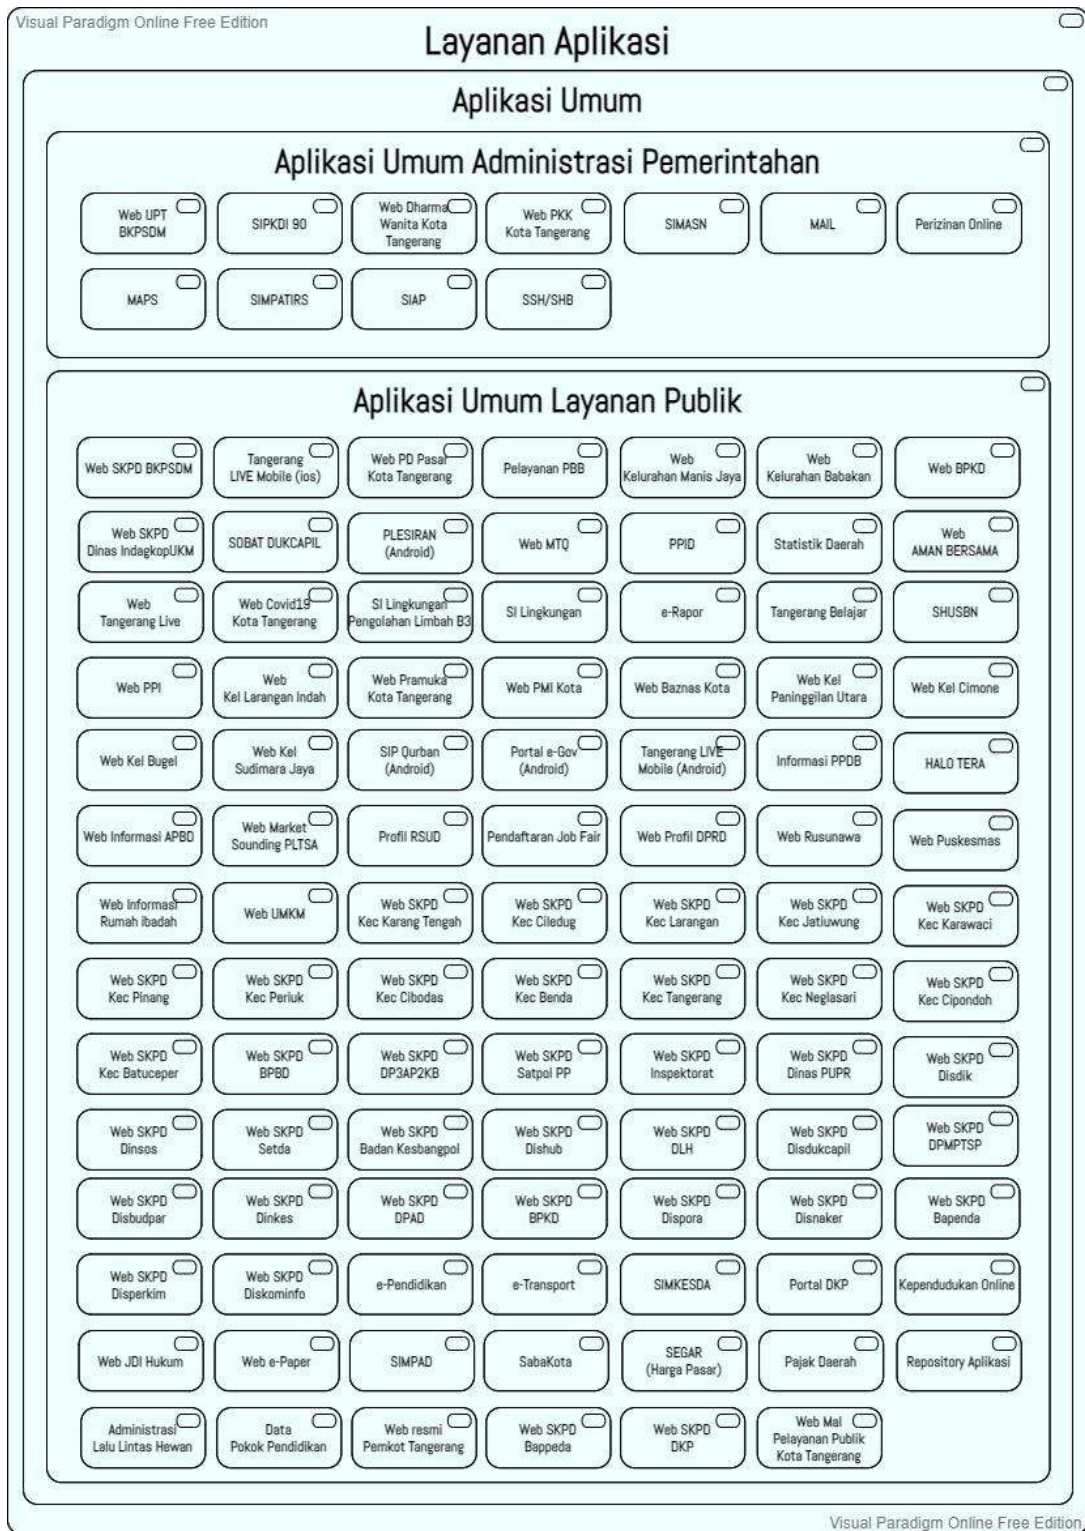 Visual Paradigm Online Free Edition
Layanan Aplikasi
Aplikasi Umum
Aplikasi Umum Administrasi Pemerintahan
Web UPT
BKPSDM
SIPKDI 90
Web Dharma
Wanita Kota
Tangerang
Web PKK
Kota Tangerang
SIMASN
MAIL
Perizinan Online
MAPS
SIMPATIRS
SIAP
SSH/SHB
Aplikasi Umum Layanan Publik
Web SKPD BKPSDM
Tangerang
LIVE Mobile (ios)
Web PD Pasar
Kota Tangerang
Pelayanan PBB
Web
Kelurahan Manis Jaya
Web
Kelurahan Babakan
Web BPKD
Web SKPD
Dinas IndagkopUKM
SOBAT DUKCAPIL
PLESIRAN
(Android)
Web MTQ
PPID
Statistik Daerah
Web
AMAN BERSAMA
Web
Tangerang Live
Web Covid19
Kota Tangerang
SI Lingkungan
Pengolahan Limbah B3
SI Lingkungan
e-Rapor
Tangerang Belajar
SHUSBN
Web PPI
Web
Kel Larangan Indah
Web Pramuka
Kota Tangerang
Web PMI Kota
Web Baznas Kota
Web Kel
Paninggilan Utara
Web Kel Cimone
Web Kel Bugel
Web Kel
Sudimara Jaya
SIP Qurban
(Android)
Portal e-Gov
(Android)
Tangerang LIVE
Mobile (Android)
Informasi PPDB
HALO TERA
Web Informasi APBD
Web Market
Sounding PLTSA
Profil RSUD
Pendaftaran Job Fair
Web Profil DPRD
Web Rusunawa
Web Puskesmas
Web Informasi
Rumah ibadah
Web UMKM
Web SKPD
Kec Karang Tengah
Web SKPD
Kec Ciledug
Web SKPD
Kec Larangan
Web SKPD
Kec Jatiuwung
Web SKPD
Kec Karawaci
Web SKPD
Kec Pinang
Web SKPD
Kec Periuk
Web SKPD
Kec Cibodas
Web SKPD
Kec Benda
Web SKPD
Kec Tangerang
Web SKPD
Kec Neglasari
Web SKPD
Kec Cipondoh
Web SKPD
Kec Batuceper
Web SKPD
BPBD
Web SKPD
DP3AP2KB
Web SKPD
Satpol PP
Web SKPD
Inspektorat
Web SKPD
Dinas PUPR
Web SKPD
Disdik
Web SKPD
Dinsos
Web SKPD
Setda
Web SKPD
Badan Kesbangpol
Web SKPD
Dishub
Web SKPD
DLH
Web SKPD
Disdukcapil
Web SKPD
DPMPTSP
Web SKPD
Disbudpar
Web SKPD
Dinkes
Web SKPD
DPAD
Web SKPD
BPKD
Web SKPD
Dispora
Web SKPD
Disnaker
Web SKPD
Bapenda
Web SKPD
Disperkim
Web SKPD
Diskominfo
e-Pendidikan
e-Transport
SIMKESDA
Portal DKP
Kependudukan Online
Web JDI Hukum
Web e-Paper
SIMPAD
SabaKota
SEGAR
(Harga Pasar)
Pajak Daerah
Repository Aplikasi
Administrasi
Lalu Lintas Hewan
Data
Pokok Pendidikan
Web resmi
Pemkot Tangerang
Web SKPD
Bappeda
Web SKPD
DKP
Web Mal
Pelayanan Publik
Kota Tangerang
Visual Paradigm Online Free Edition